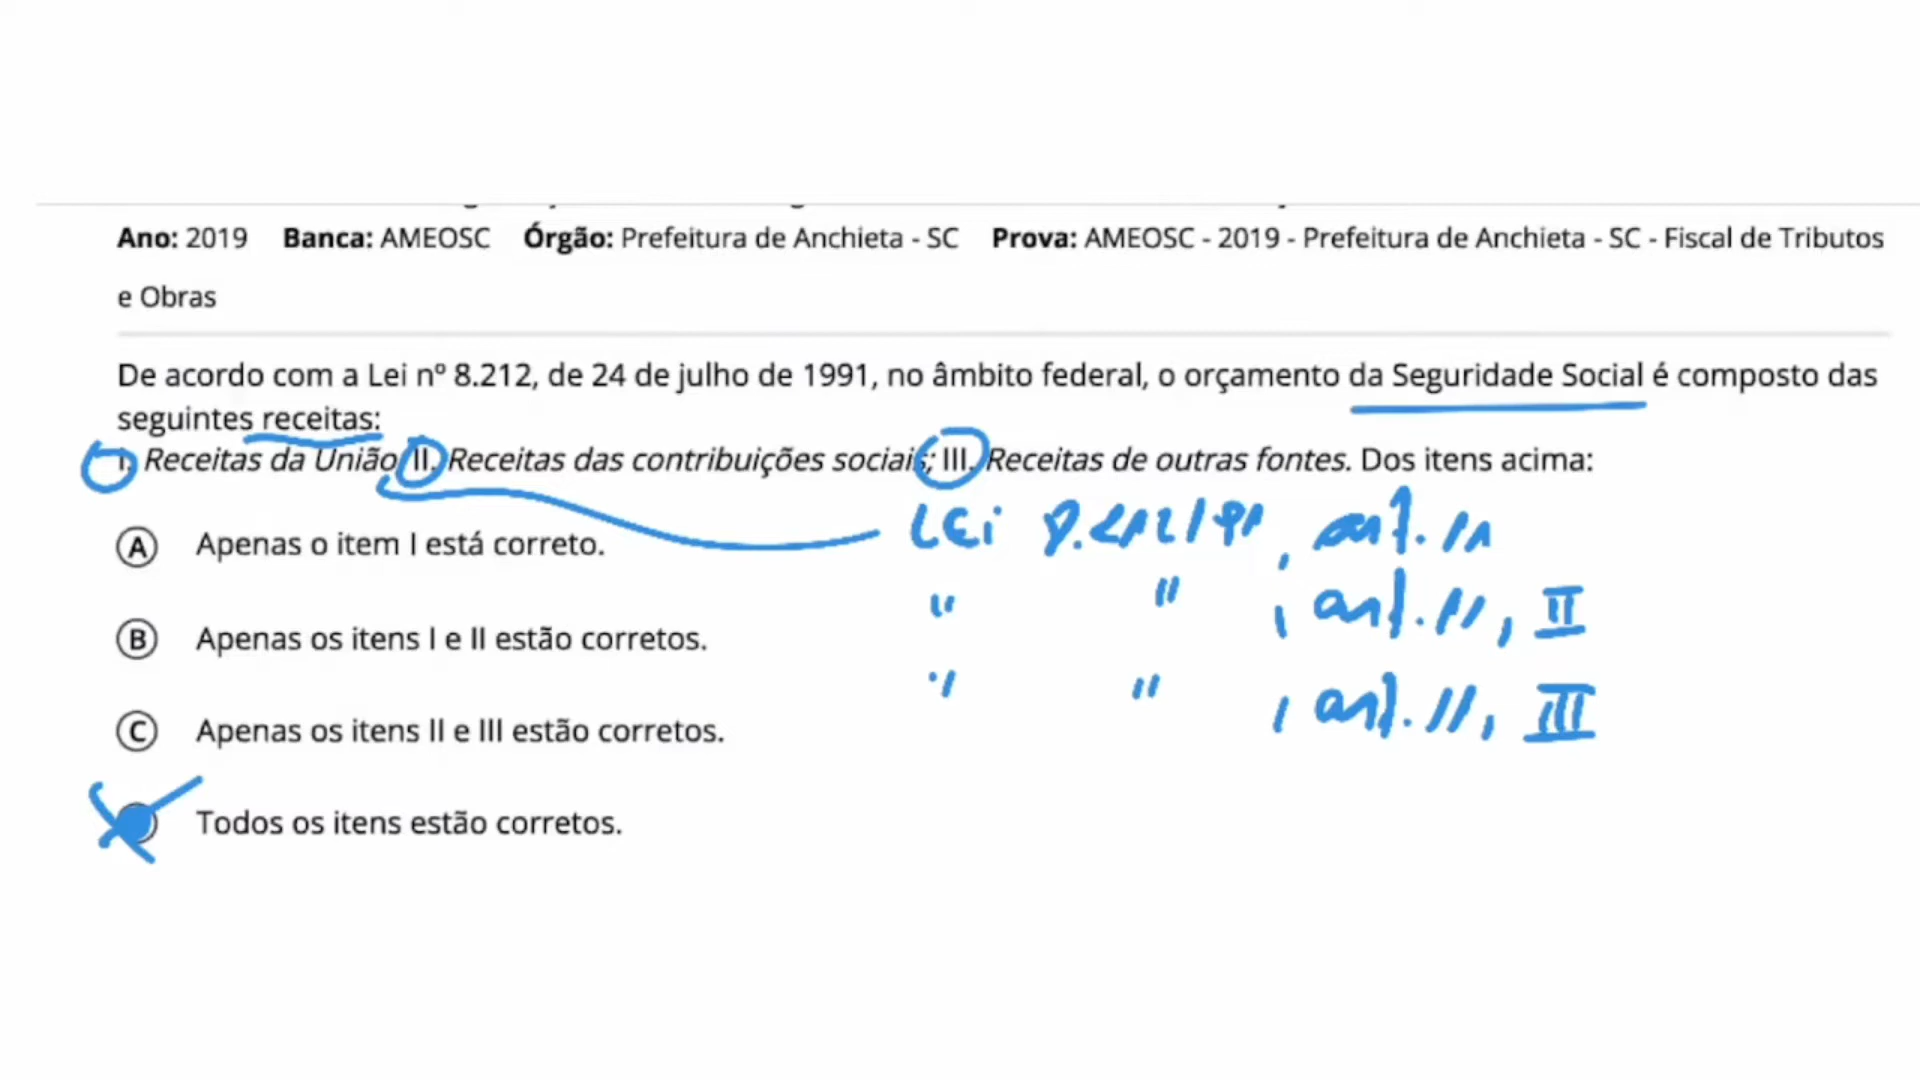 Ano: 2019 Banca: AMEOSC Órgão: Prefeitura de Anchieta - SC Prova: AMEOSC - 2019 - Prefeitura de Anchieta - SC - Fiscal de Tributos
e Obras
De acordo com a Lei nº 8.212, de 24 de julho de 1991, no âmbito federal, o orçamento da Seguridade Social é composto das
seguintes receitas:
I. Receitas da União II. Receitas das contribuições sociais; III. Receitas de outras fontes. Dos itens acima:
LEi 8.212/91, art. 11
A Apenas o item I está correto.
" " , art. 11, II
B Apenas os itens I e II estão corretos.
" " , art. 11, III
C Apenas os itens II e III estão corretos.
Todos os itens estão corretos.